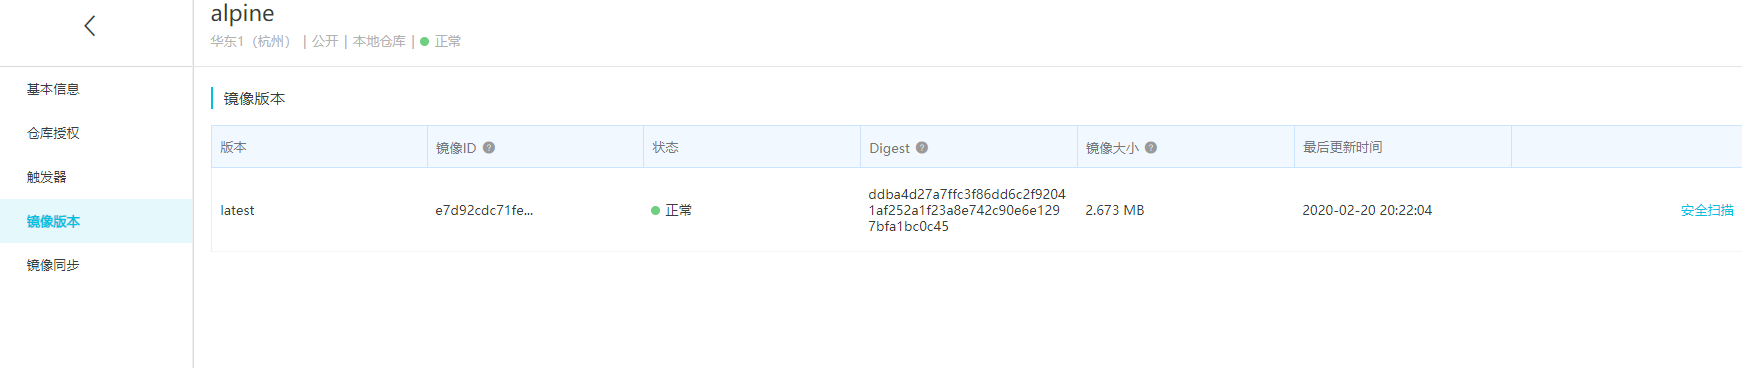 alpine
华东1（杭州） | 公开 | 本地仓库 | 正常
基本信息
仓库授权
触发器
镜像版本
镜像同步
镜像版本
版本 镜像ID 状态 Digest 镜像大小 最后更新时间
latest e7d92cdc71fe... 正常 ddba4d27a7ffc3f86dd6c2f9204
1af252a1f23a8e742c90e6e129
7bfa1bc0c45 2.673 MB 2020-02-20 20:22:04 安全扫描